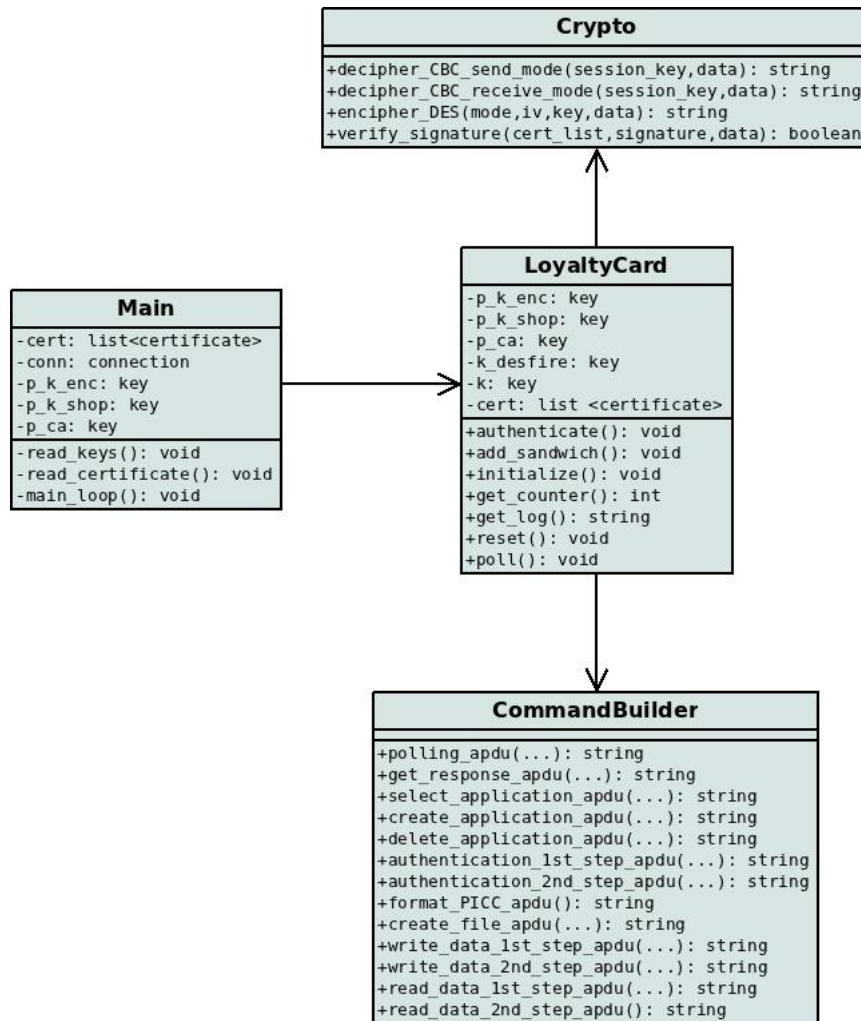 Crypto
+decipher_CBC_send_mode(session_key,data): string
+decipher_CBC_receive_mode(session_key,data): string
+encipher_DES(mode,iv,key,data): string
+verify_signature(cert_list,signature,data): boolean
Main
-cert: list<certificate>
-conn: connection
-p_k_enc: key
-p_k_shop: key
-p_ca: key
-read_keys(): void
-read_certificate(): void
-main_loop(): void
LoyaltyCard
-p_k_enc: key
-p_k_shop: key
-p_ca: key
-k_desfire: key
-k: key
-cert: list <certificate>
+authenticate(): void
+add_sandwich(): void
+initialize(): void
+get_counter(): int
+get_log(): string
+reset(): void
+poll(): void
CommandBuilder
+polling_apdu(...): string
+get_response_apdu(...): string
+select_application_apdu(...): string
+create_application_apdu(...): string
+delete_application_apdu(...): string
+authentication_1st_step_apdu(...): string
+authentication_2nd_step_apdu(...): string
+format_PICC_apdu(): string
+create_file_apdu(...): string
+write_data_1st_step_apdu(...): string
+write_data_2nd_step_apdu(...): string
+read_data_1st_step_apdu(...): string
+read_data_2nd_step_apdu(): string